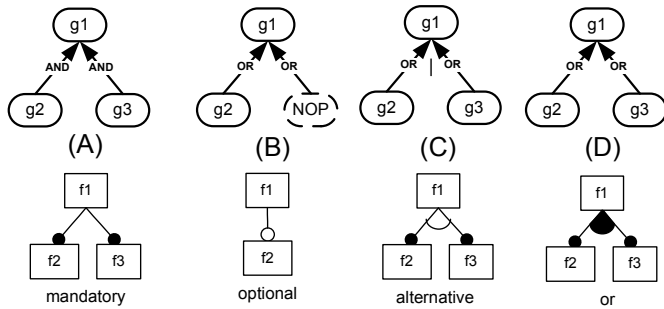 g1 g1 g1 g1
AND AND OR OR OR | OR OR OR
g2 g3 g2 NOP g2 g3 g2 g3
(A) (B) (C) (D)
f1 f1 f1 f1
f2 f3 f2 f2 f3 f2 f3
mandatory optional alternative or